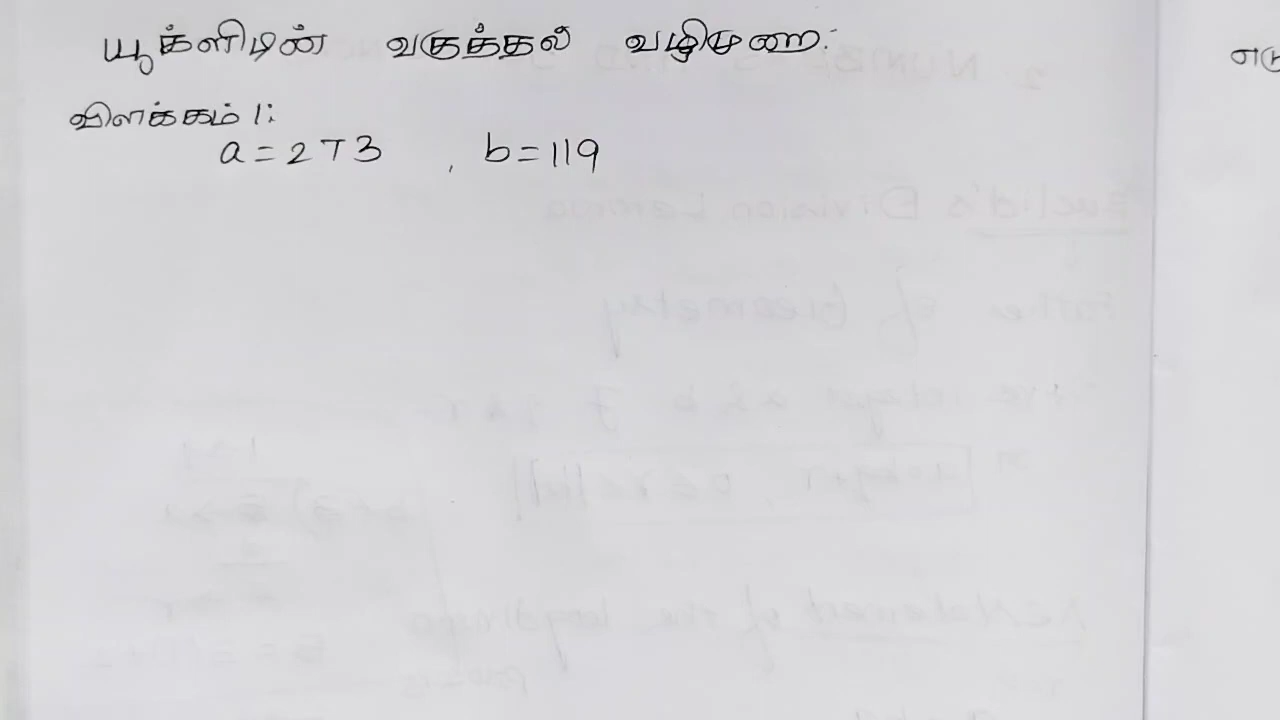 யூக்ளிடின் வகுத்தல் வழிமுறை:
விளக்கம் 1:
a = 273 , b = 119